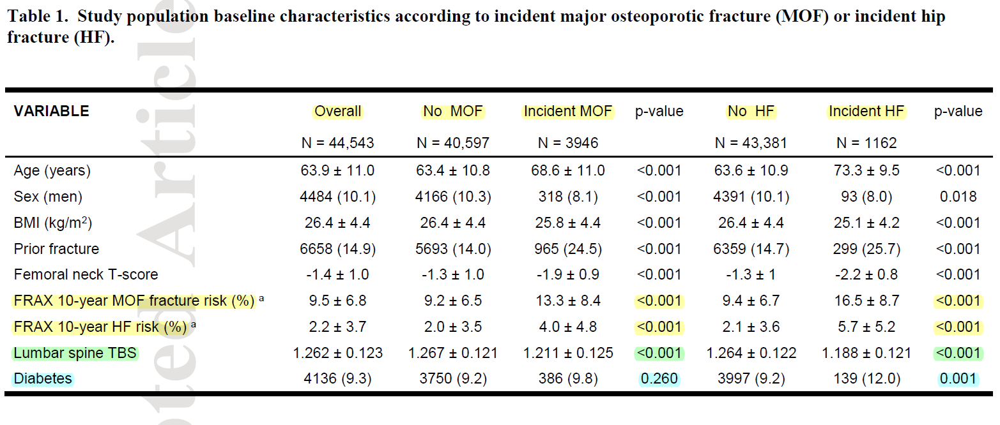 Table 1.  Study population baseline characteristics according to incident major osteoporotic fracture (MOF) or incident hip
fracture (HF).
VARIABLE Overall No MOF Incident MOF p-value No HF Incident HF p-value
N = 44,543 N = 40,597 N = 3946 N = 43,381 N = 1162
Age (years) 63.9 ± 11.0 63.4 ± 10.8 68.6 ± 11.0 <0.001 63.6 ± 10.9 73.3 ± 9.5 <0.001
Sex (men) 4484 (10.1) 4166 (10.3) 318 (8.1) <0.001 4391 (10.1) 93 (8.0) 0.018
BMI (kg/m²) 26.4 ± 4.4 26.4 ± 4.4 25.8 ± 4.4 <0.001 26.4 ± 4.4 25.1 ± 4.2 <0.001
Prior fracture 6658 (14.9) 5693 (14.0) 965 (24.5) <0.001 6359 (14.7) 299 (25.7) <0.001
Femoral neck T-score -1.4 ± 1.0 -1.3 ± 1.0 -1.9 ± 0.9 <0.001 -1.3 ± 1 -2.2 ± 0.8 <0.001
FRAX 10-year MOF fracture risk (%) ª 9.5 ± 6.8 9.2 ± 6.5 13.3 ± 8.4 <0.001 9.4 ± 6.7 16.5 ± 8.7 <0.001
FRAX 10-year HF risk (%) ª 2.2 ± 3.7 2.0 ± 3.5 4.0 ± 4.8 <0.001 2.1 ± 3.6 5.7 ± 5.2 <0.001
Lumbar spine TBS 1.262 ± 0.123 1.267 ± 0.121 1.211 ± 0.125 <0.001 1.264 ± 0.122 1.188 ± 0.121 <0.001
Diabetes 4136 (9.3) 3750 (9.2) 386 (9.8) 0.260 3997 (9.2) 139 (12.0) 0.001
Article